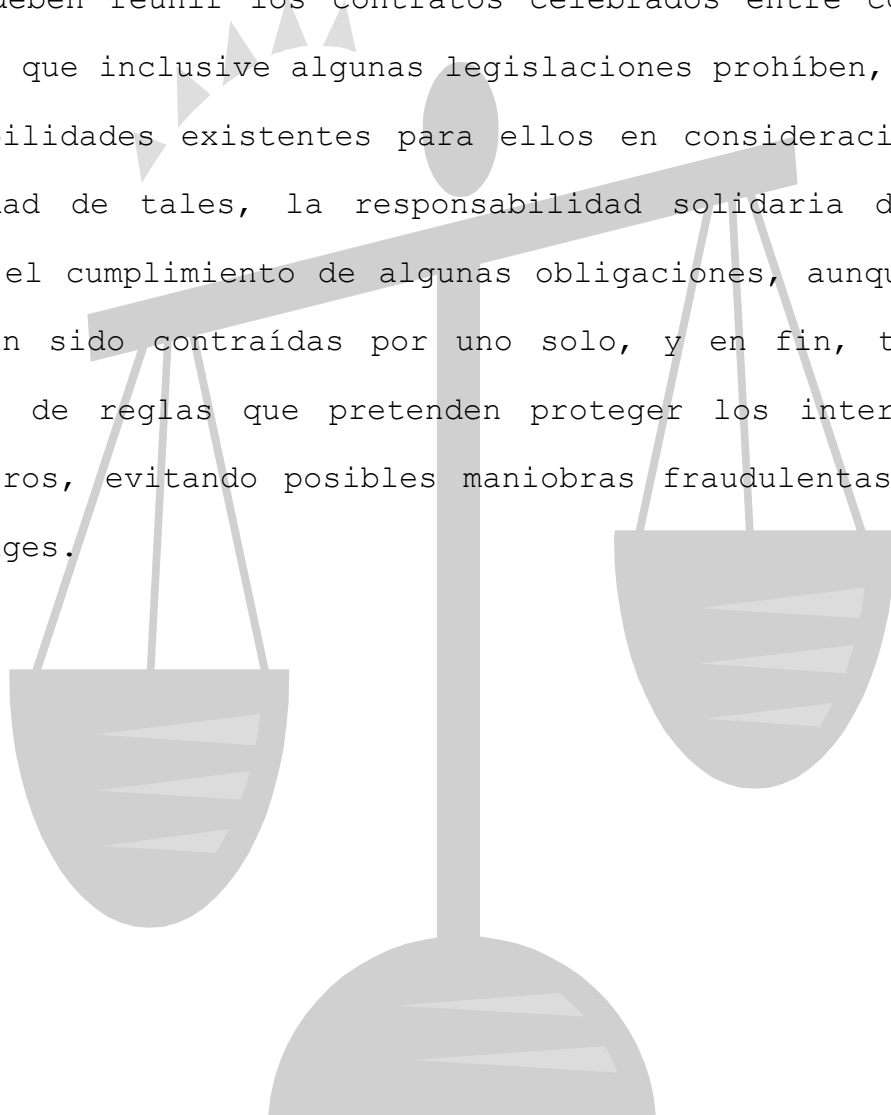 deben reunir los contratos celebrados entre co
que inclusive algunas legislaciones prohíben,
ilidades existentes para ellos en consideraci
ad de tales, la responsabilidad solidaria d
el cumplimiento de algunas obligaciones, aunqu
n sido contraídas por uno solo, y en fin, t
de reglas que pretenden proteger los inter
ros, evitando posibles maniobras fraudulentas
ges.